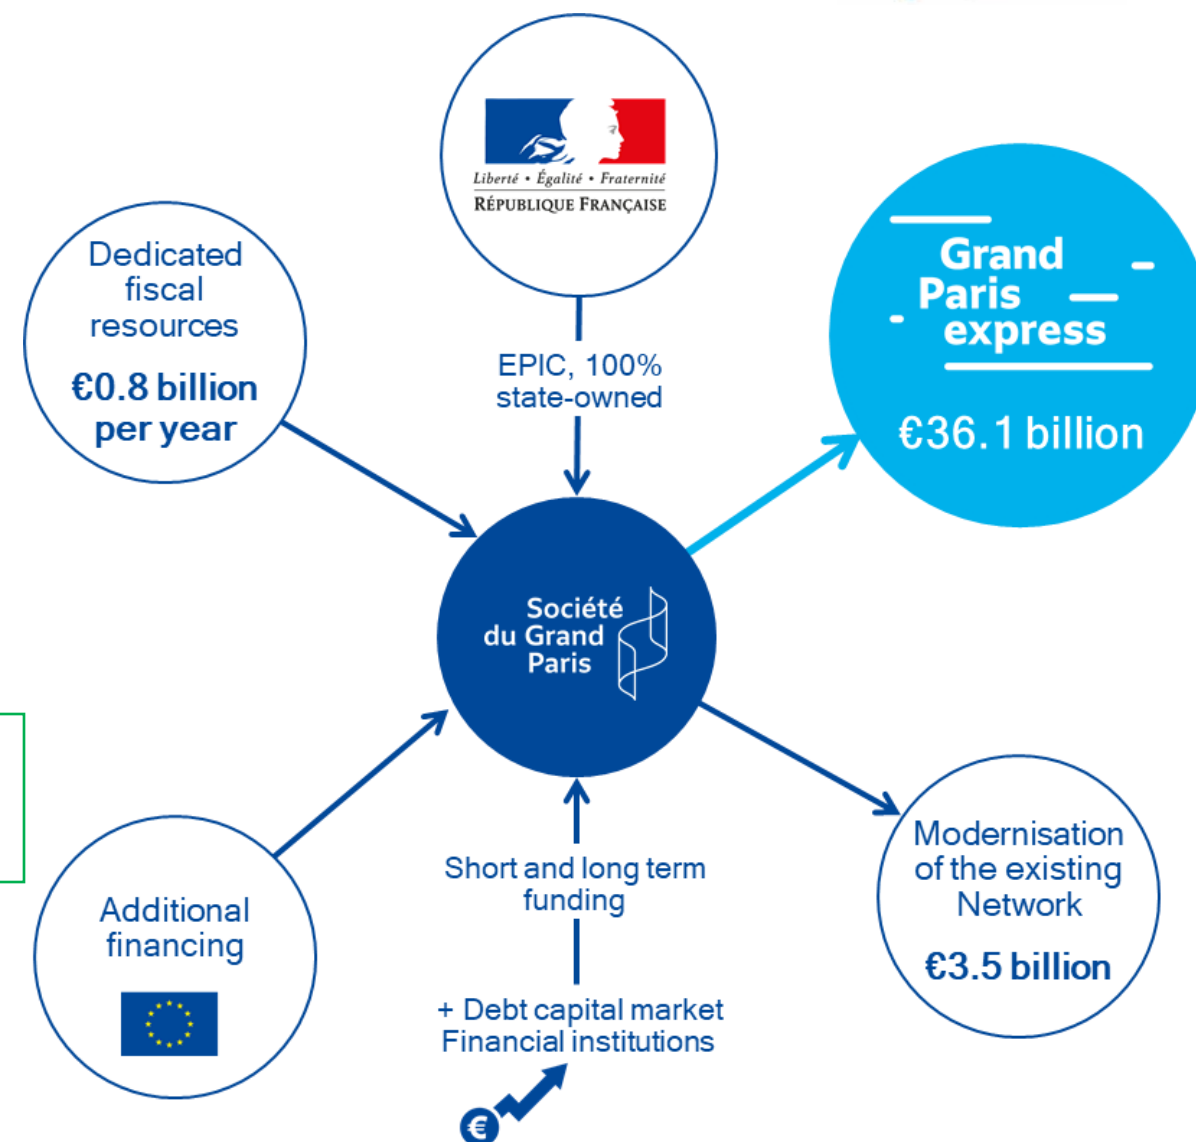 Liberté • Égalité • Fraternité
RÉPUBLIQUE FRANÇAISE
Dedicated
fiscal
resources
€0.8 billion
per year
EPIC, 100%
state-owned
Grand
Paris
express
€36.1 billion
Société
du Grand
Paris
Additional
financing
Short and long term
funding
+ Debt capital market
Financial institutions
€
Modernisation
of the existing
Network
€3.5 billion